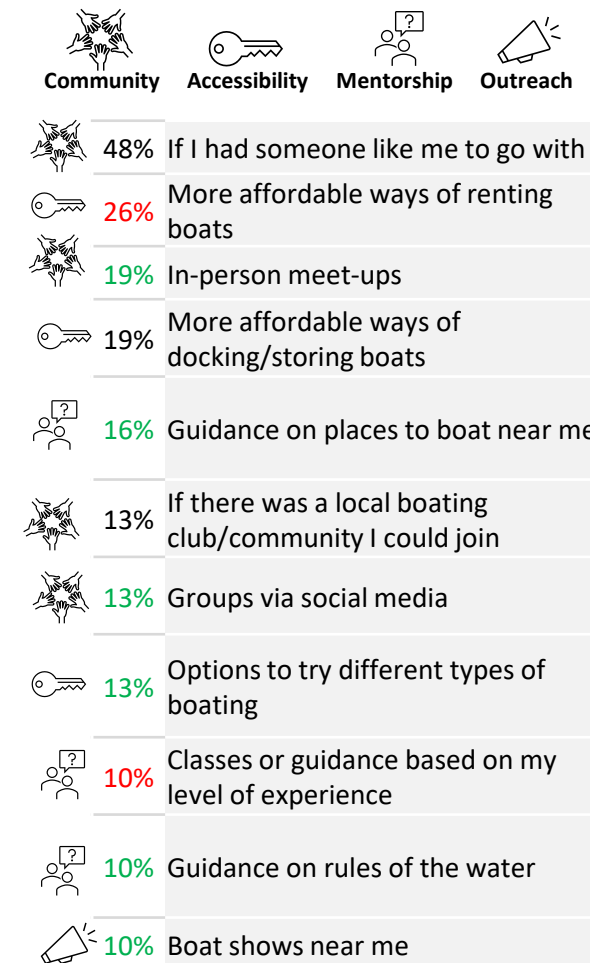 Community Accessibility Mentorship Outreach
48% If I had someone like me to go with
26% More affordable ways of renting
boats
19% In-person meet-ups
19% More affordable ways of
docking/storing boats
16% Guidance on places to boat near me
13% If there was a local boating
club/community I could join
13% Groups via social media
13% Options to try different types of
boating
10% Classes or guidance based on my
level of experience
10% Guidance on rules of the water
10% Boat shows near me